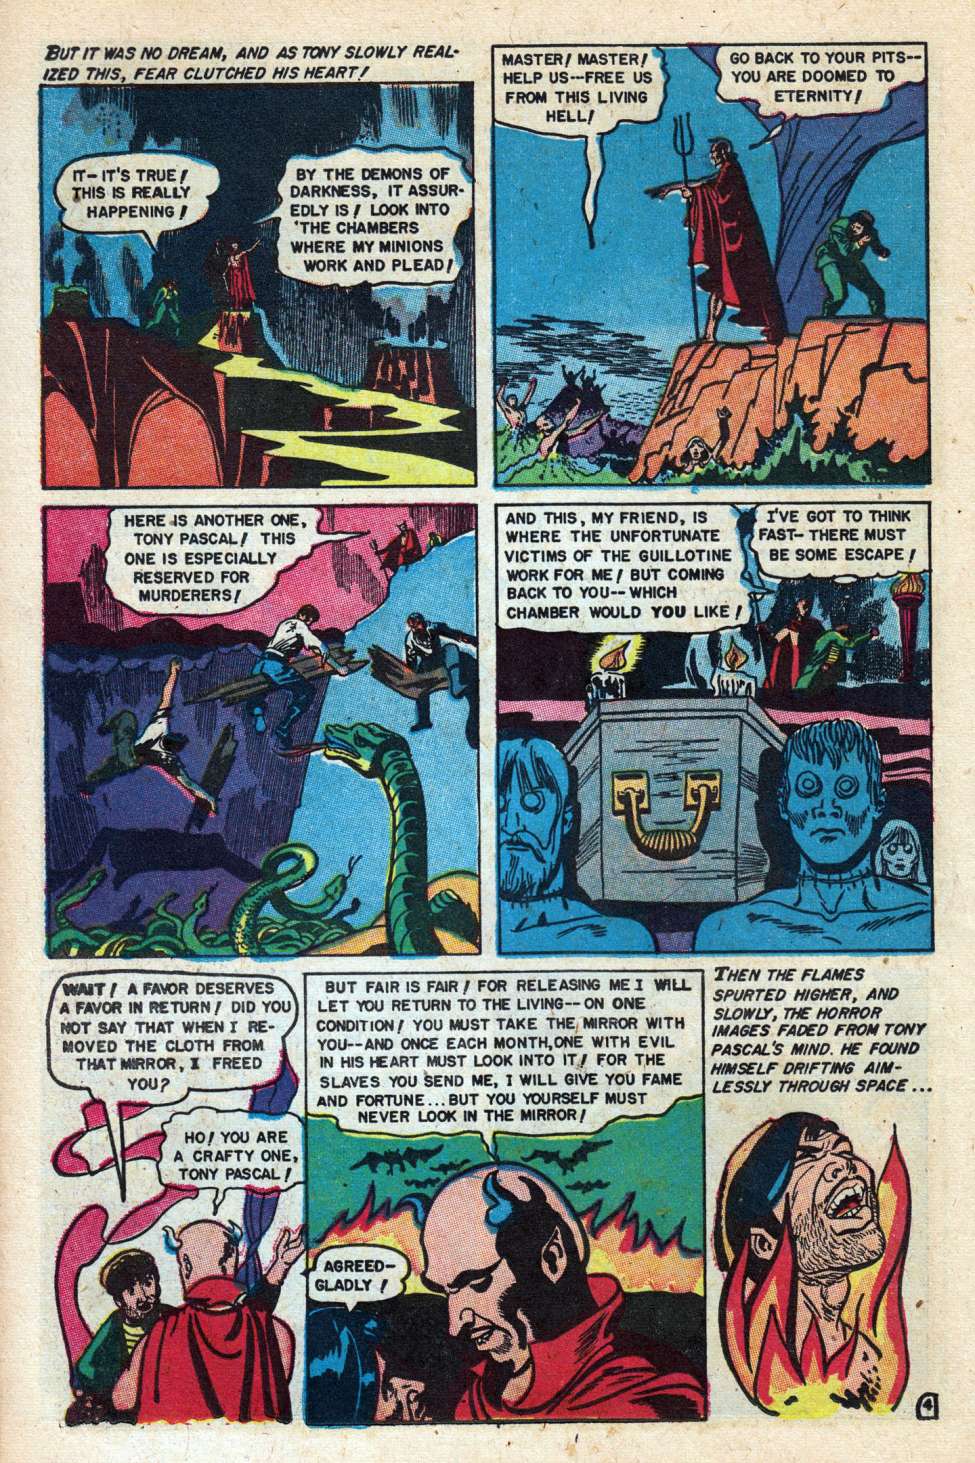 BUT IT WAS NO DREAM, AND AS TONY SLOWLY REAL-
IZED THIS, FEAR CLUTCHED HIS HEART!
IT-IT'S TRUE!
THIS IS REALLY
HAPPENING!
BY THE DEMONS OF
DARKNESS, IT ASSUR-
EDLY IS! LOOK INTO
'THE CHAMBERS
WHERE MY MINIONS
WORK AND PLEAD!
MASTER! MASTER!
HELP US---FREE US
FROM THIS LIVING
HELL!
GO BACK TO YOUR PITS--
YOU ARE DOOMED TO
ETERNITY!
HERE IS ANOTHER ONE,
TONY PASCAL! THIS
ONE IS ESPECIALLY
RESERVED FOR
MURDERERS!
AND THIS, MY FRIEND, IS
WHERE THE UNFORTUNATE
VICTIMS OF THE GUILLOTINE
WORK FOR ME! BUT COMING
BACK TO YOU--WHICH
CHAMBER WOULD YOU LIKE!
I'VE GOT TO THINK
FAST-THERE MUST
BE SOME ESCAPE!
WAIT! A FAVOR DESERVES
A FAVOR IN RETURN! DID YOU
NOT SAY THAT WHEN I RE-
MOVED THE CLOTH FROM
THAT MIRROR, I FREED
YOU?
HO! YOU ARE
A CRAFTY ONE,
TONY PASCAL!
BUT FAIR IS FAIR! FOR RELEASING ME I WILL
LET YOU RETURN TO THE LIVING--ON ONE
CONDITION! YOU MUST TAKE THE MIRROR WITH
YOU--AND ONCE EACH MONTH,ONE WITH EVIL
IN HIS HEART MUST LOOK INTO IT! FOR THE
SLAVES YOU SEND ME, I WILL GIVE YOU FAME
AND FORTUNE...BUT YOU YOURSELF MUST
NEVER LOOK IN THE MIRROR!
AGREED-
GLADLY!
THEN THE FLAMES
SPURTED HIGHER, AND
SLOWLY, THE HORROR
IMAGES FADED FROM TONY
PASCAL'S MIND. HE FOUND
HIMSELF DRIFTING AIM-
LESSLY THROUGH SPACE...
4